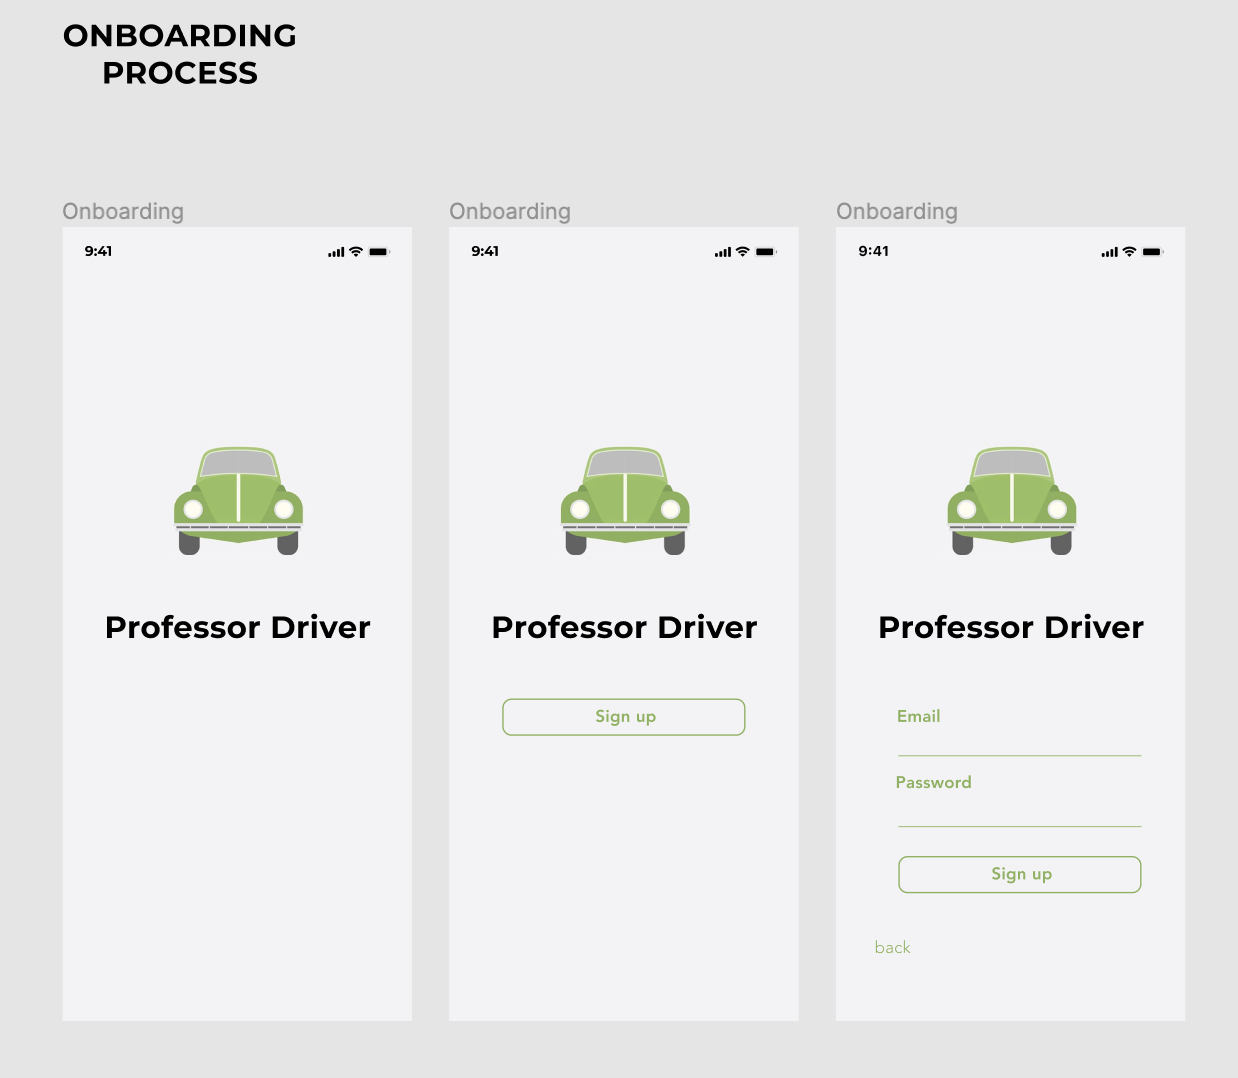 ONBOARDING
PROCESS
Onboarding
9:41
Professor Driver
Onboarding
9:41
Professor Driver
Sign up
Onboarding
9:41
Professor Driver
Email
Password
Sign up
back